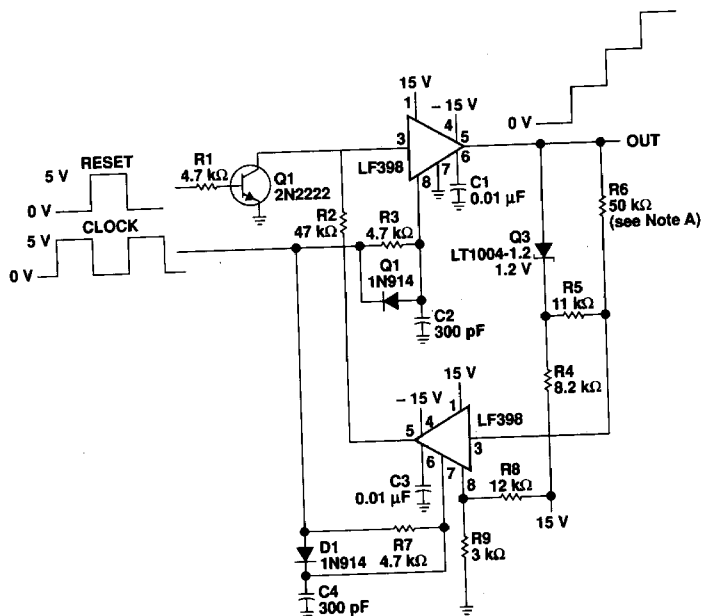 15 V
1
− 15 V
4
0 V
3
5
6
OUT
LF398
7
8
RESET
5 V
0 V
R1
4.7 kΩ
Q1
2N2222
C1
0.01 μF
R6
50 kΩ
(see Note A)
CLOCK
5 V
0 V
R2
47 kΩ
R3
4.7 kΩ
Q1
1N914
Q3
LT1004-1.2
1.2 V
C2
300 pF
R5
11 kΩ
R4
8.2 kΩ
15 V
− 15 V
1
4
LF398
5
6
7
8
3
C3
0.01 μF
R8
12 kΩ
15 V
D1
1N914
R7
4.7 kΩ
R9
3 kΩ
C4
300 pF